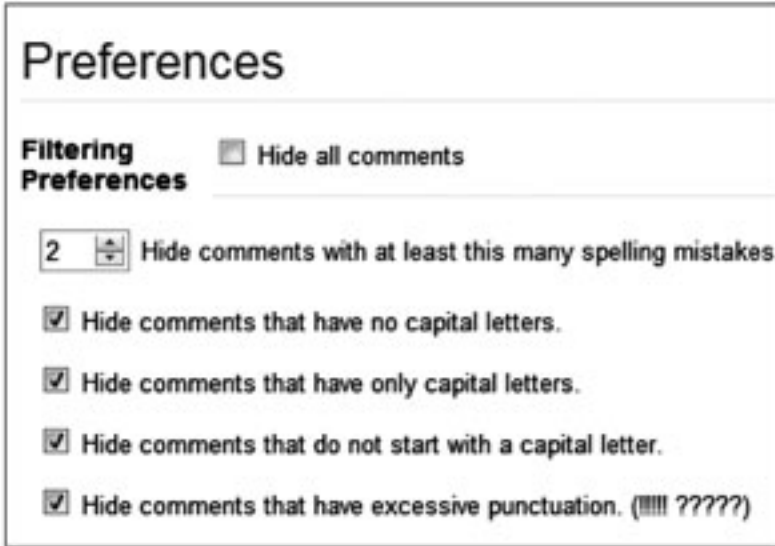 Preferences
Filtering
Preferences
Hide all comments
2 Hide comments with at least this many spelling mistakes
Hide comments that have no capital letters.
Hide comments that have only capital letters.
Hide comments that do not start with a capital letter.
Hide comments that have excessive punctuation. (!!!!! ?????)